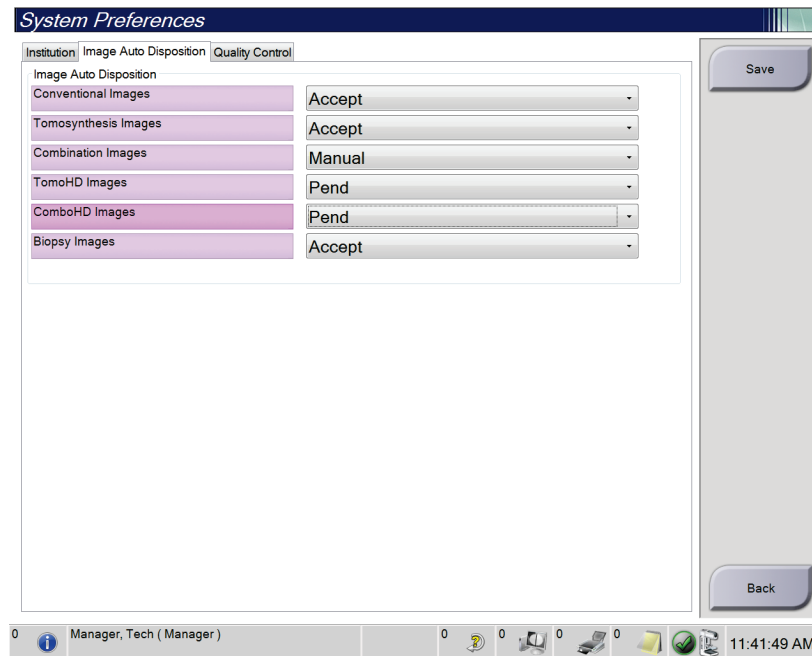 System Preferences
Institution Image Auto Disposition Quality Control
Image Auto Disposition
Conventional Images Accept
Tomosynthesis Images Accept
Combination Images Manual
TomoHD Images Pend
ComboHD Images Pend
Biopsy Images Accept
Save
Back
0 Manager, Tech ( Manager ) 0 0 0 0 11:41:49 AM